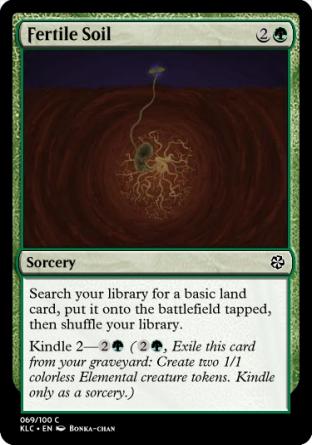 Fertile Soil 2
Sorcery
Search your library for a basic land
card, put it onto the battlefield tapped,
then shuffle your library.
Kindle 2—2 ( 2, Exile this card
from your graveyard: Create two 1/1
colorless Elemental creature tokens. Kindle
only as a sorcery.)
069/100 C
KLC • EN Bonka-chan